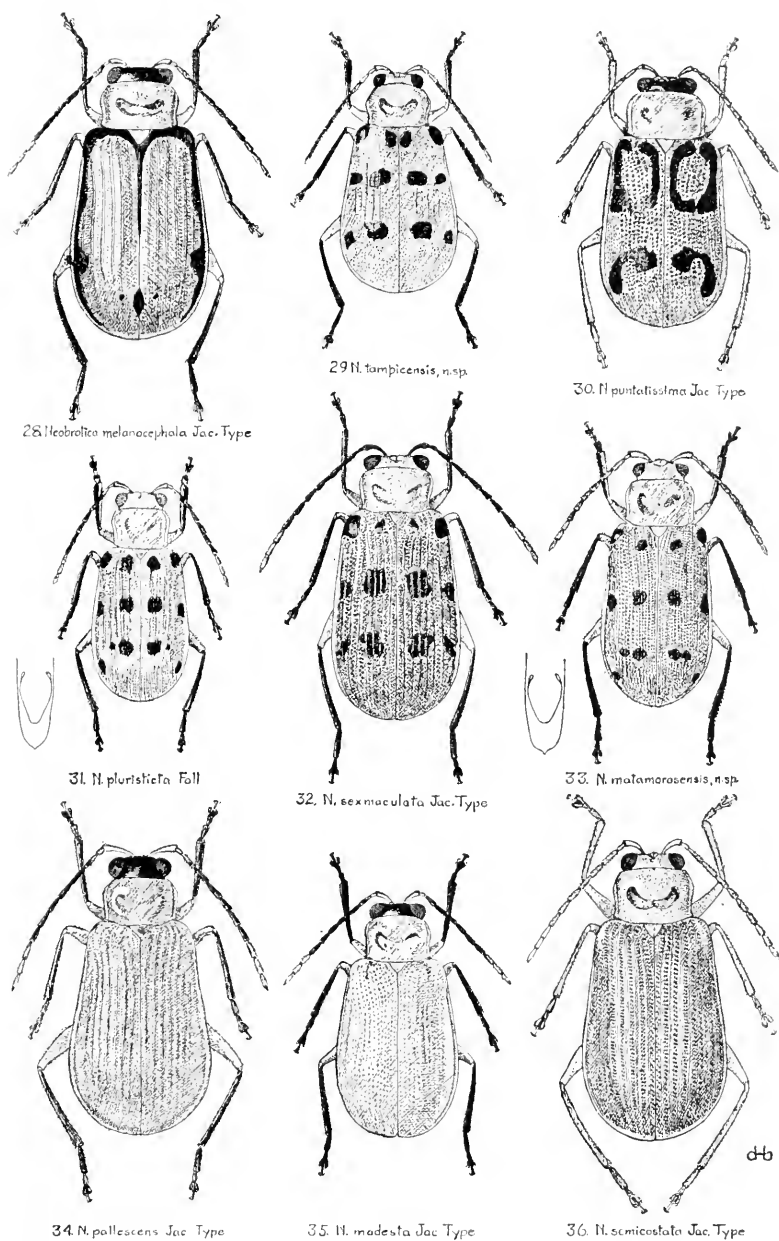 28 Neobrotica melanocephala Jac. Type
29 N. tampicensis, n.sp.
30. N puntatissima Jac Type
31. N. pluristicta Fall
32. N. sexmaculata Jac. Type
33. N. matamorosensis, n.sp.
34. N. pallescens Jac Type
35. N. modesta Jac Type
36. N. semicostata Jac. Type
dHb